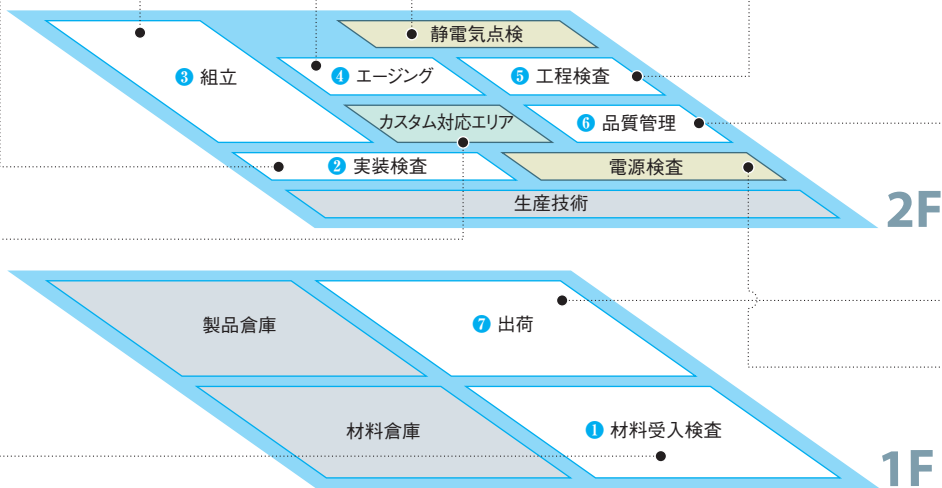 静電気点検
❸ 組立
❹ エージング
❺ 工程検査
カスタム対応エリア
❻ 品質管理
❷ 実装検査
電源検査
生産技術
2F
製品倉庫
❼ 出荷
材料倉庫
❶ 材料受入検査
1F